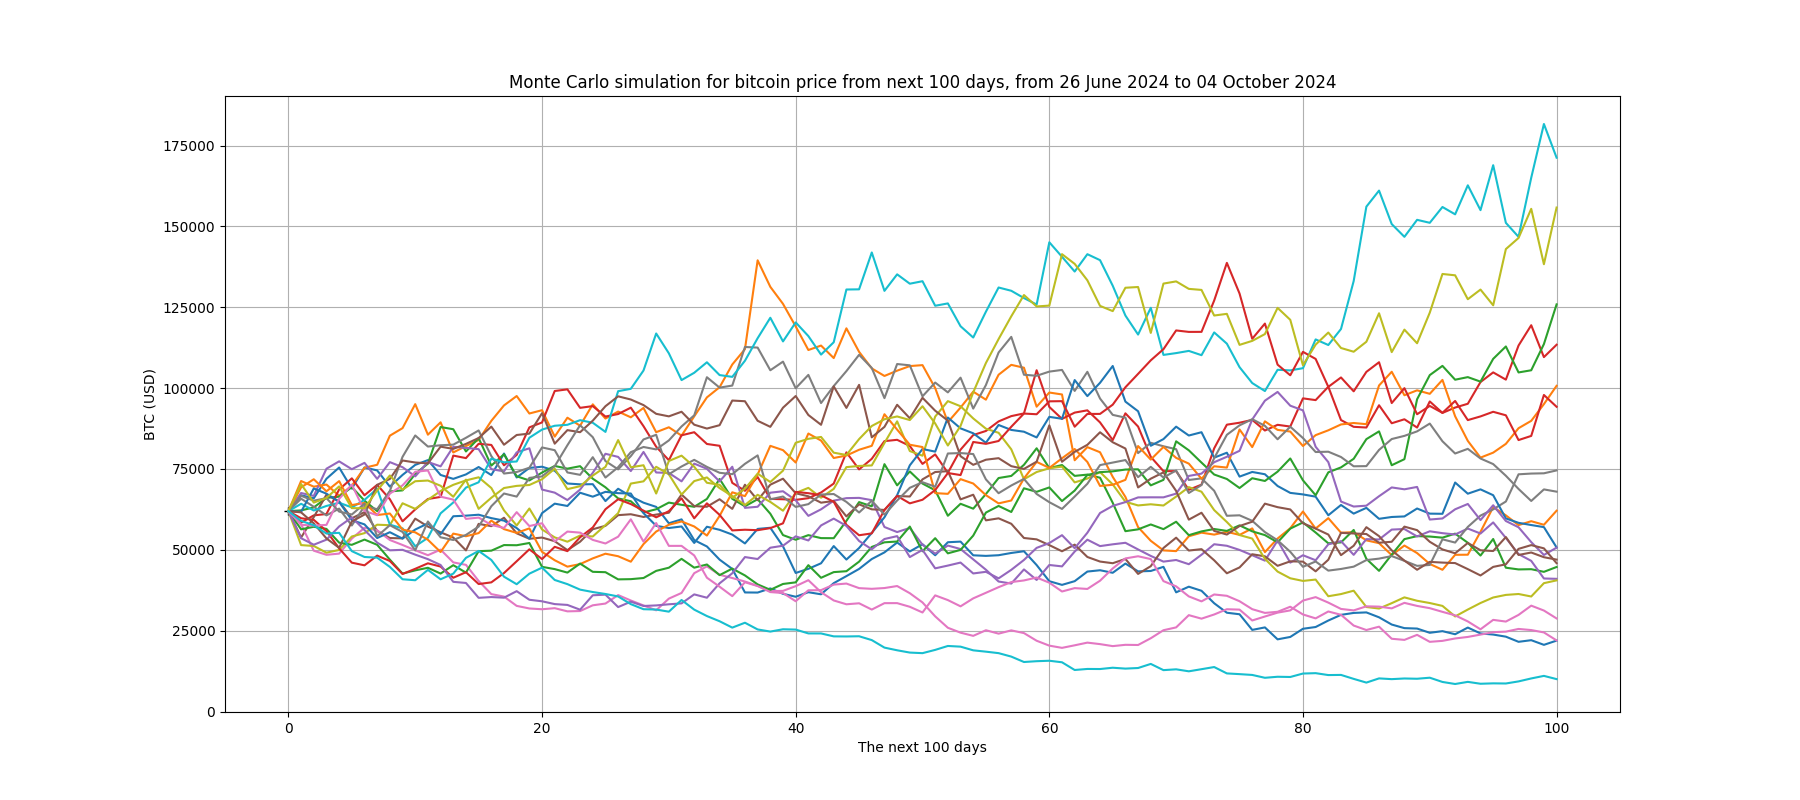 Monte Carlo simulation for bitcoin price from next 100 days, from 26 June 2024 to 04 October 2024
BTC (USD)
175000
150000
125000
100000
75000
50000
25000
0
0 20 40 60 80 100
The next 100 days